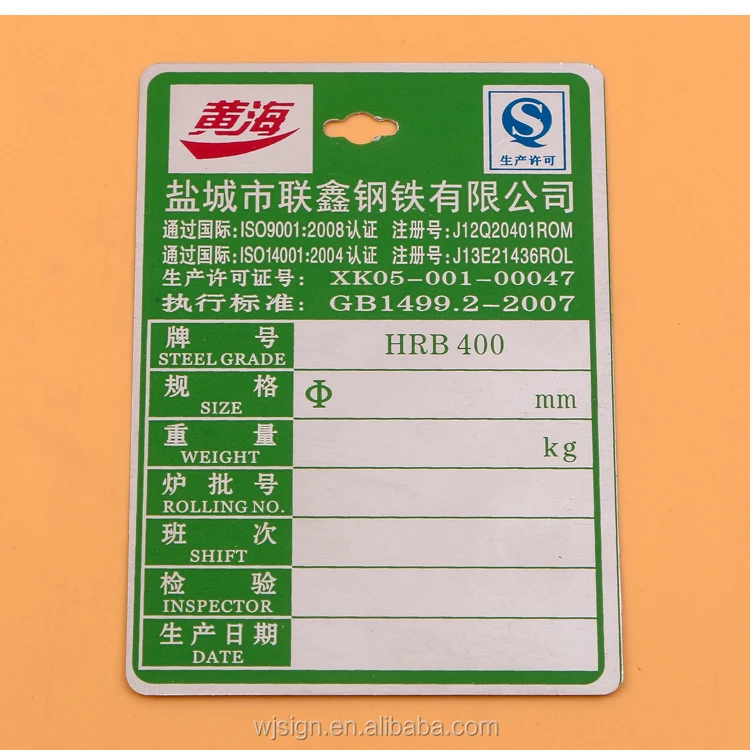 黄海
生产许可
盐城市联鑫钢铁有限公司
通过国际:ISO9001:2008认证 注册号:J12Q20401ROM
通过国际:ISO14001:2004认证 注册号:J13E21436ROL
生产许可证号: XK05-001-00047
执行标准: GB1499.2-2007
牌号 HRB 400
STEEL GRADE
规格 Φ mm
SIZE
重量 kg
WEIGHT
炉批号
ROLLING NO.
班次
SHIFT
检验
INSPECTOR
生产日期
DATE
wjsign.en.alibaba.com